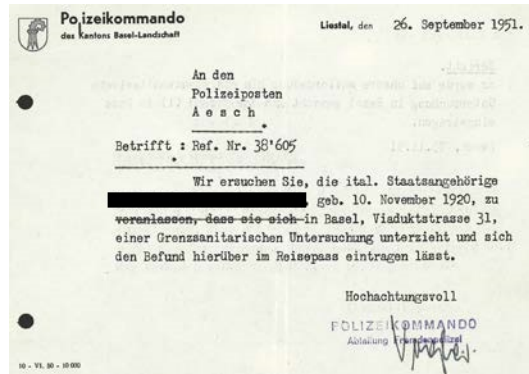 Polizeikommando
des Kantons Basel-Landschaft
Liestal, den 26. September 1951.
An den
Polizeiposten
Aesch
Betrifft : Ref. Nr. 38'605
Wir ersuchen Sie, die ital. Staatsangehörige
, geb. 10. November 1920, zu
veranlassen, dass sie sich in Basel, Viaduktstrasse 31,
einer Grenzsanitarischen Untersuchung unterzieht und sich
den Befund hierüber im Reisepass eintragen lässt.
Hochachtungsvoll
POLIZEIKOMMANDO
Abteilung Fremdenpolizei
10 - VI. 50 - 10 000